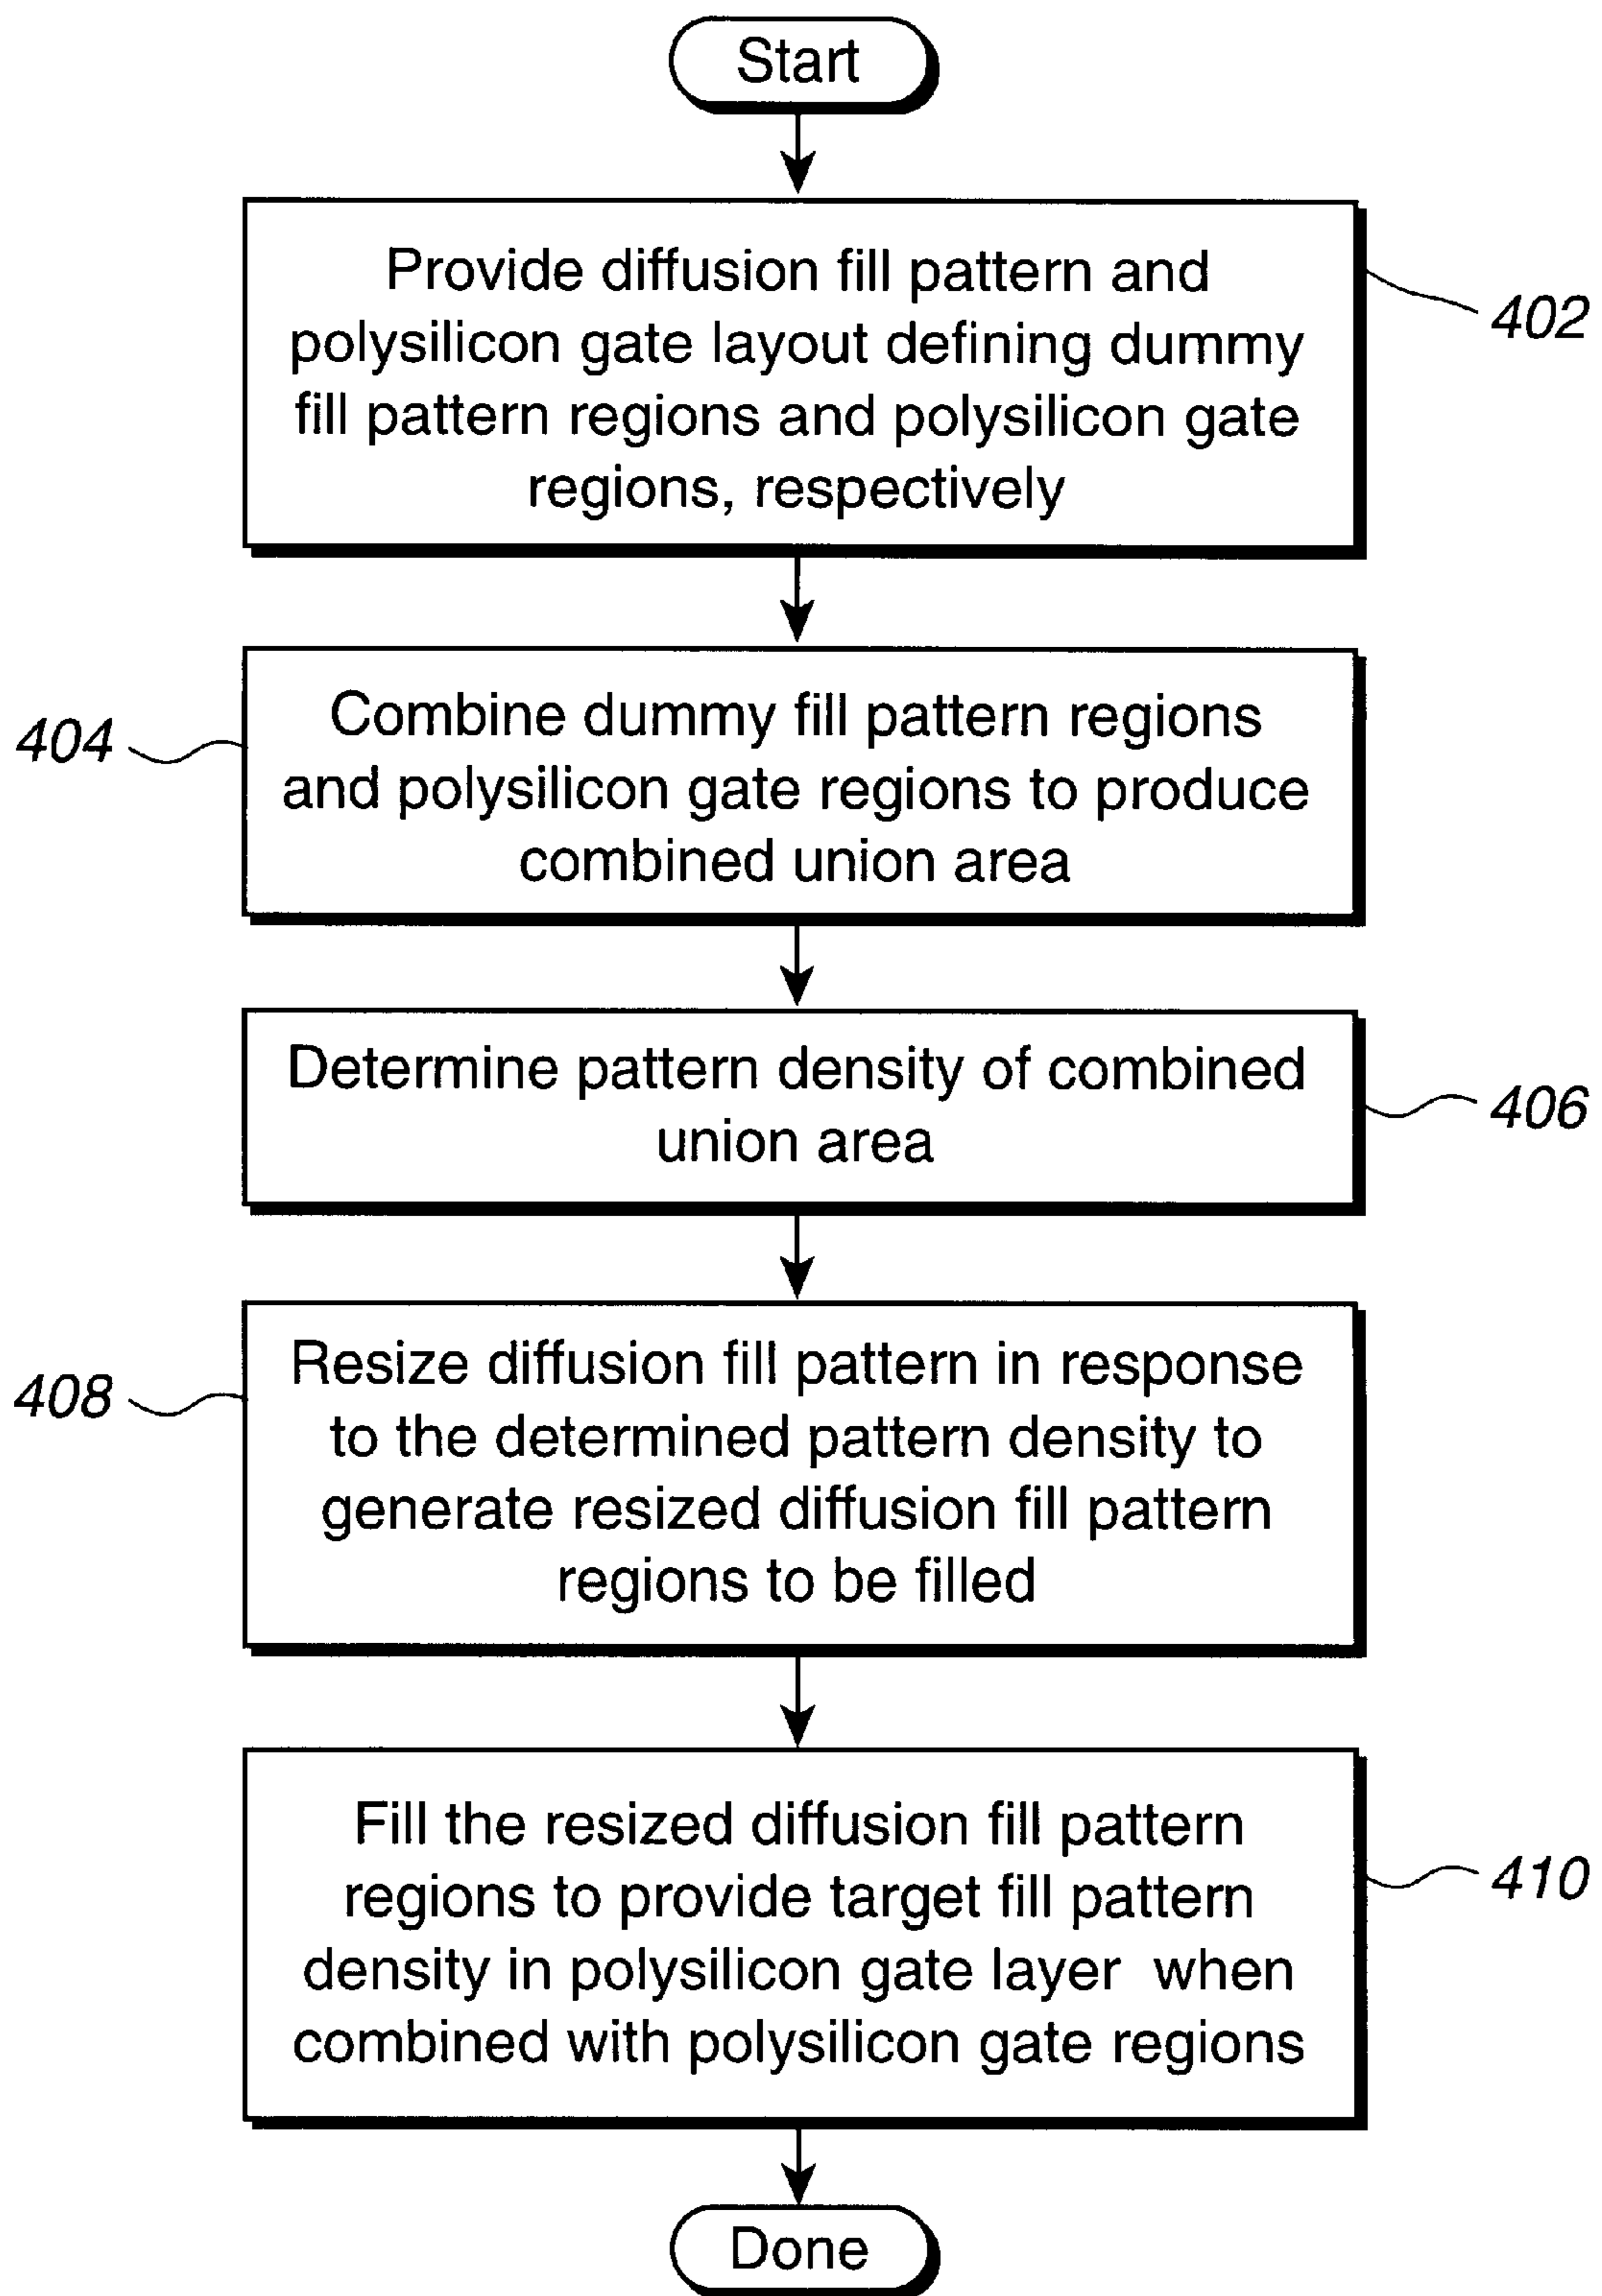 Start
Provide diffusion fill pattern and
polysilicon gate layout defining dummy
fill pattern regions and polysilicon gate
regions, respectively
402
404
Combine dummy fill pattern regions
and polysilicon gate regions to produce
combined union area
Determine pattern density of combined
union area
406
408
Resize diffusion fill pattern in response
to the determined pattern density to
generate resized diffusion fill pattern
regions to be filled
Fill the resized diffusion fill pattern
regions to provide target fill pattern
density in polysilicon gate layer when
combined with polysilicon gate regions
410
Done